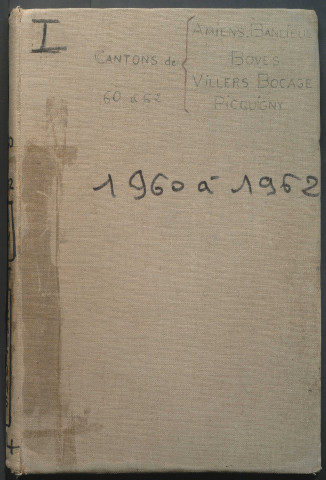 I
AMIENS. BANLIEUE
CANTONS de { BOVES
VILLERS BOCAGE
60 à 62 PICQUIGNY
1960 à 1962